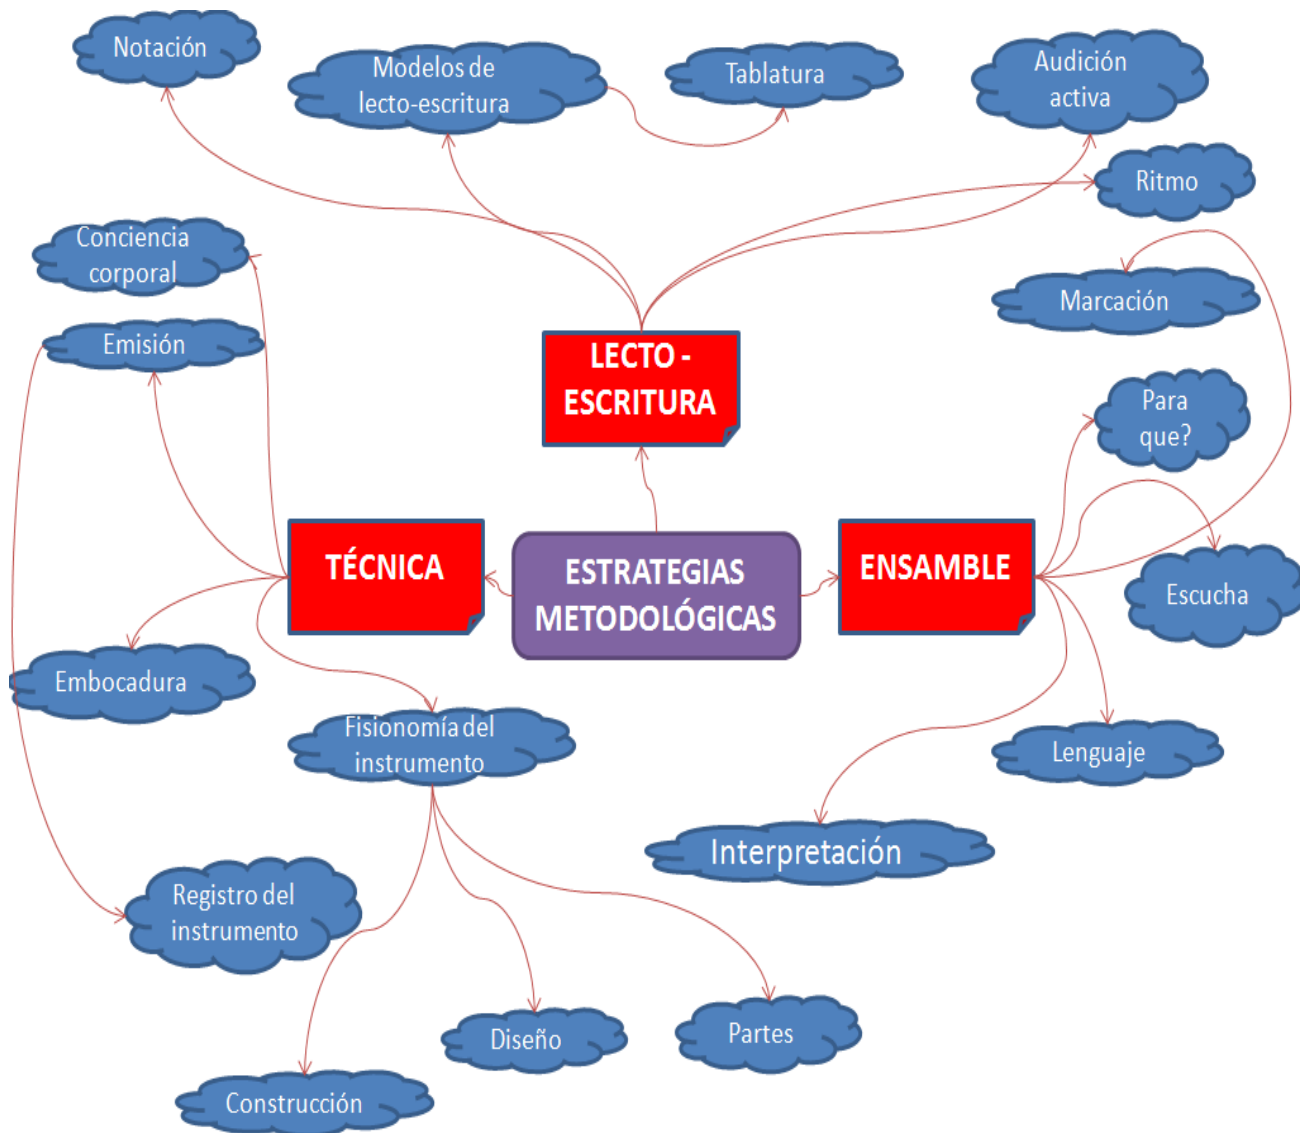 Notación
Modelos de
lecto-escritura
Tablatura
Audición
activa
Ritmo
Conciencia
corporal
Marcación
Emisión
LECTO -
ESCRITURA
Para
que?
TÉCNICA
ESTRATEGIAS
METODOLÓGICAS
ENSAMBLE
Escucha
Embocadura
Fisionomía del
instrumento
Lenguaje
Interpretación
Registro del
instrumento
Diseño
Partes
Construcción